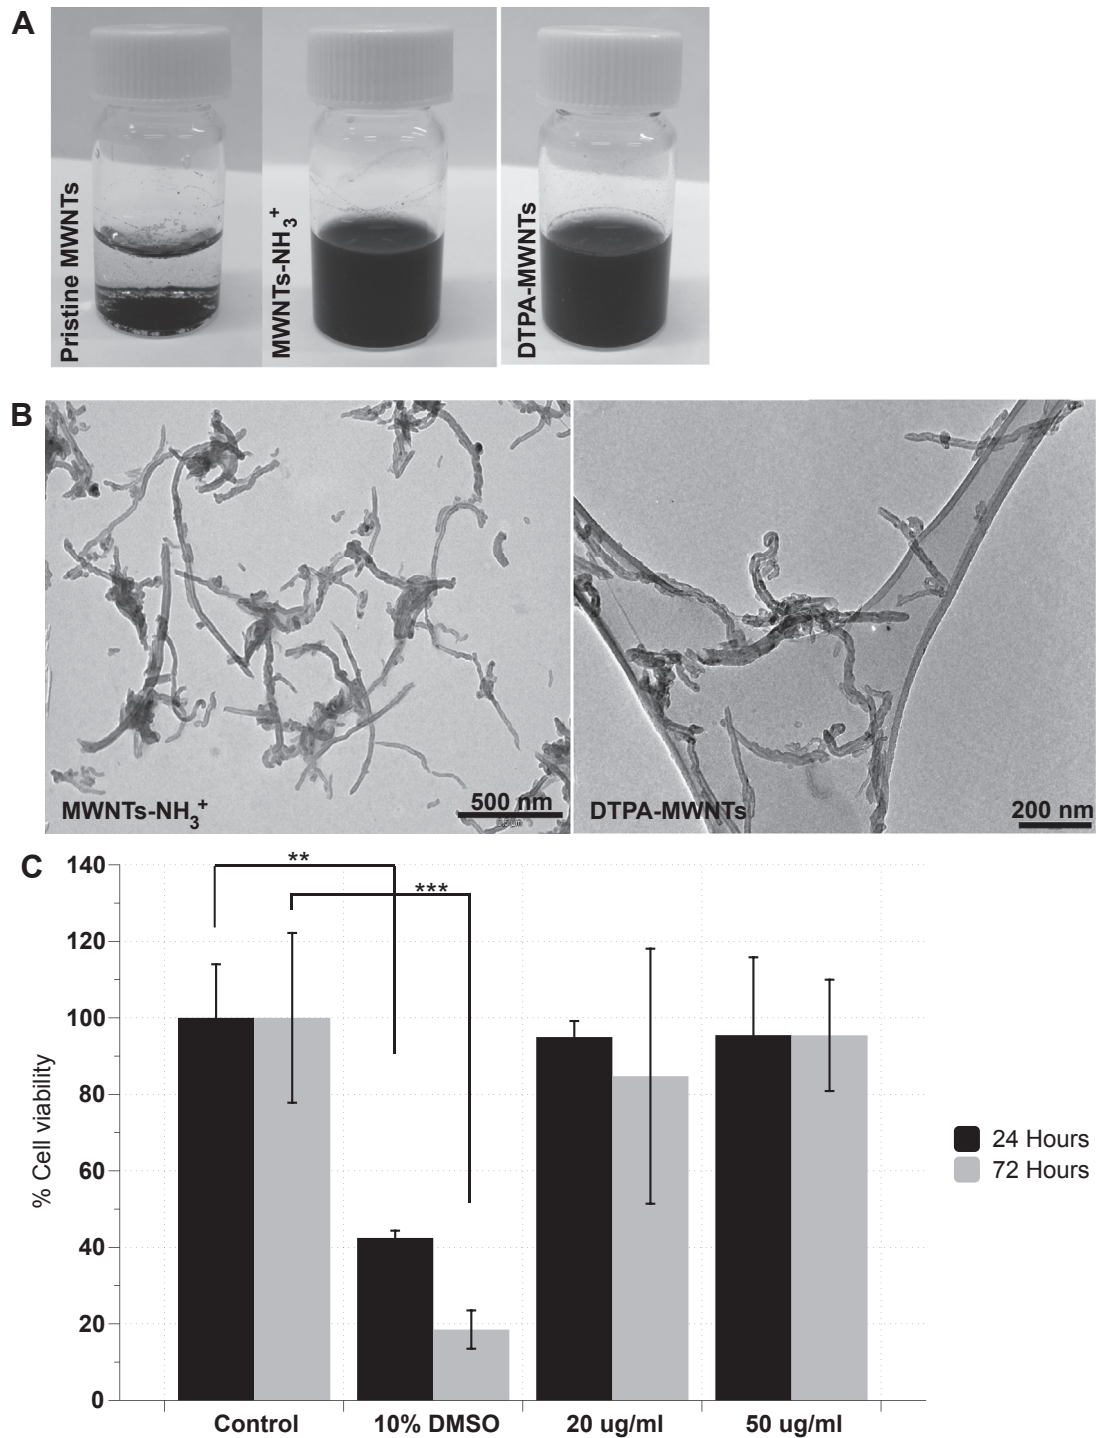 A
Pristine MWNTs
MWNTs-NH3+
DTPA-MWNTs
B
MWNTs-NH3+
500 nm
DTPA-MWNTs
200 nm
C
% Cell viability
140
120
100
80
60
40
20
0
**
***
Control
10% DMSO
20 ug/ml
50 ug/ml
24 Hours
72 Hours